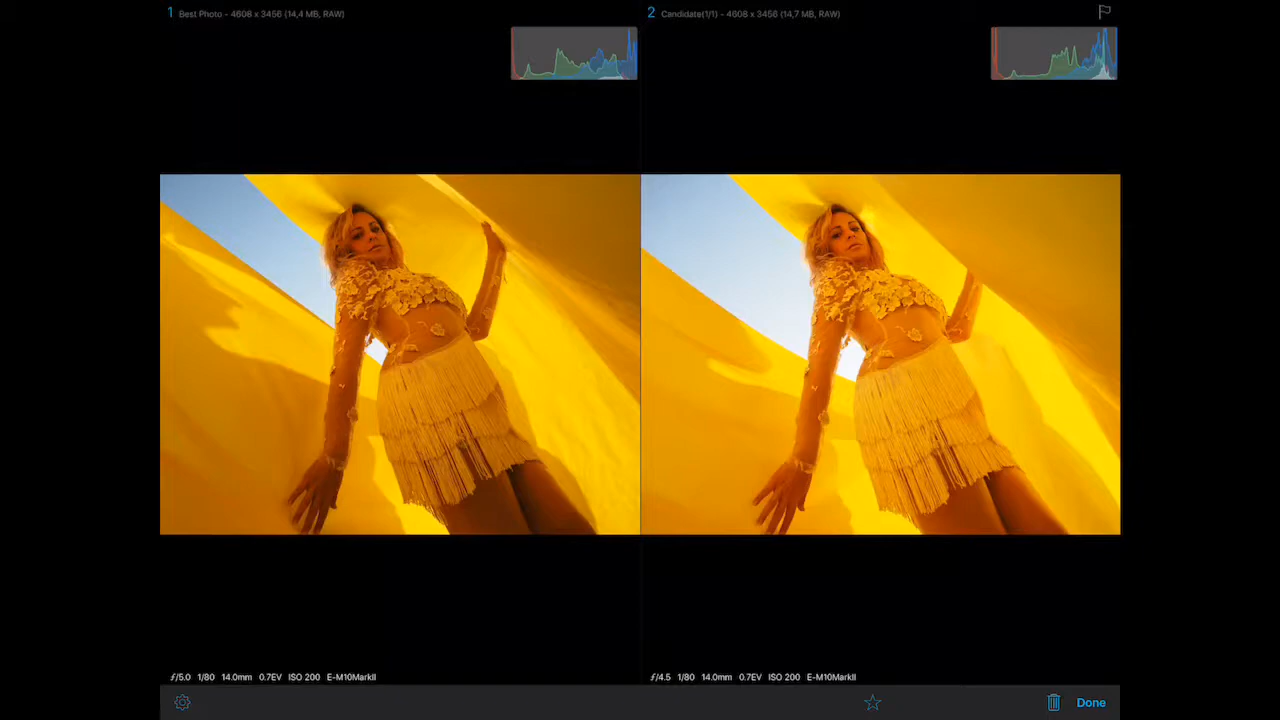 1 Best Photo - 4608 x 3456 (14,4 MB, RAW)
2 Candidate(1/1) - 4608 x 3456 (14,7 MB, RAW)
ƒ/5.0 1/80 14.0mm 0.7EV ISO 200 E-M10MarkII
ƒ/4.5 1/80 14.0mm 0.7EV ISO 200 E-M10MarkII
Done